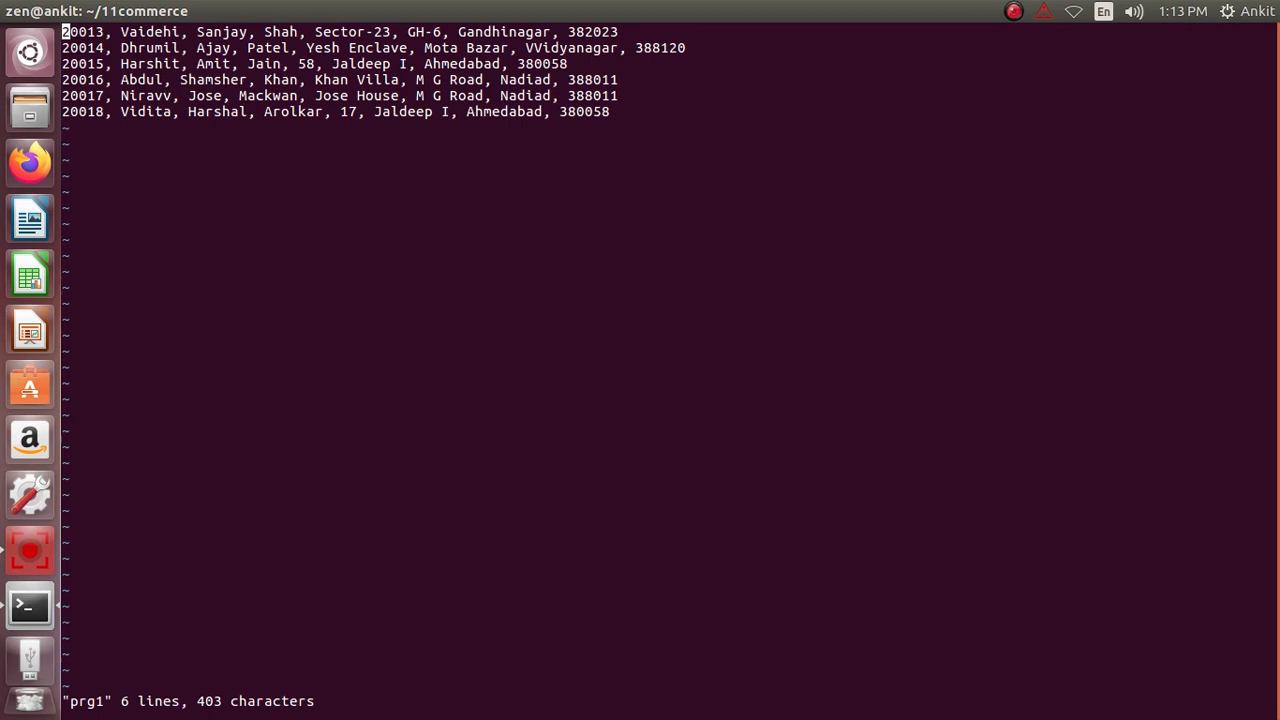 zen@ankit: ~/11commerce
En
1:13 PM
Ankit
20013, Vaidehi, Sanjay, Shah, Sector-23, GH-6, Gandhinagar, 382023
20014, Dhrumil, Ajay, Patel, Yesh Enclave, Mota Bazar, VVidyanagar, 388120
20015, Harshit, Amit, Jain, 58, Jaldeep I, Ahmedabad, 380058
20016, Abdul, Shamsher, Khan, Khan Villa, M G Road, Nadiad, 388011
20017, Niravv, Jose, Mackwan, Jose House, M G Road, Nadiad, 388011
20018, Vidita, Harshal, Arolkar, 17, Jaldeep I, Ahmedabad, 380058
"prg1" 6 lines, 403 characters